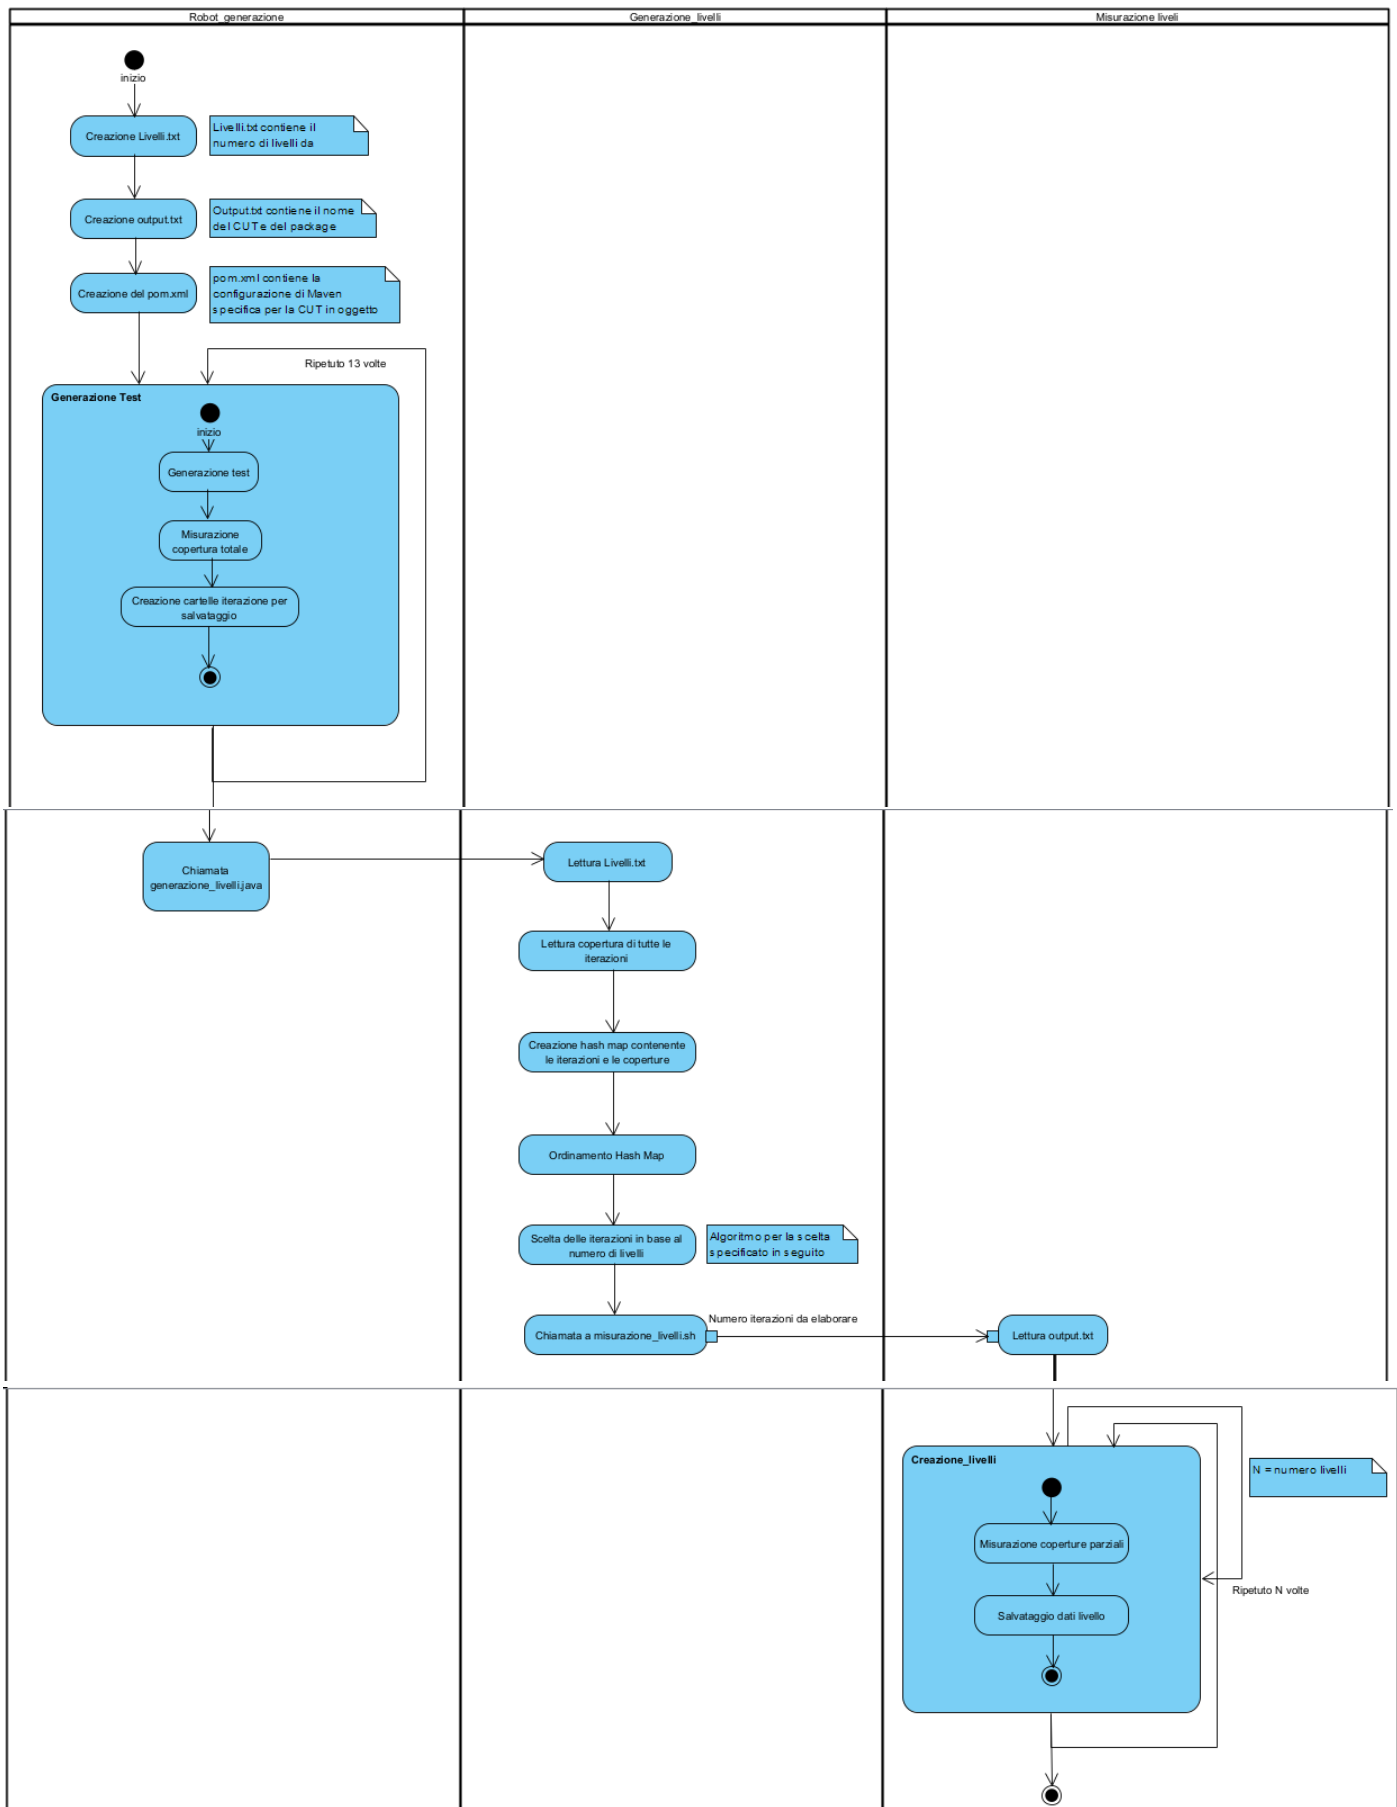 Robot_generazione
Generazione_livelli
Misurazione liveli
inizio
Creazione Livelli.txt
Livelli.txt contiene il
numero di livelli da
Creazione output.txt
Output.txt contiene il nome
del CUT e del package
Creazione del pom.xml
pom.xml contiene la
configurazione di Maven
specifica per la CUT in oggetto
Ripetuto 13 volte
Generazione Test
inizio
Generazione test
Misurazione
copertura totale
Creazione cartelle iterazione per
salvataggio
Chiamata
generazione_livelli.java
Lettura Livelli.txt
Lettura copertura di tutte le
iterazioni
Creazione hash map contenente
le iterazioni e le coperture
Ordinamento Hash Map
Scelta delle iterazioni in base al
numero di livelli
Algoritmo per la scelta
specificato in seguito
Chiamata a misurazione_livelli.sh
Numero iterazioni da elaborare
Lettura output.txt
Creazione_livelli
N = numero livelli
Misurazione coperture parziali
Ripetuto N volte
Salvataggio dati livello